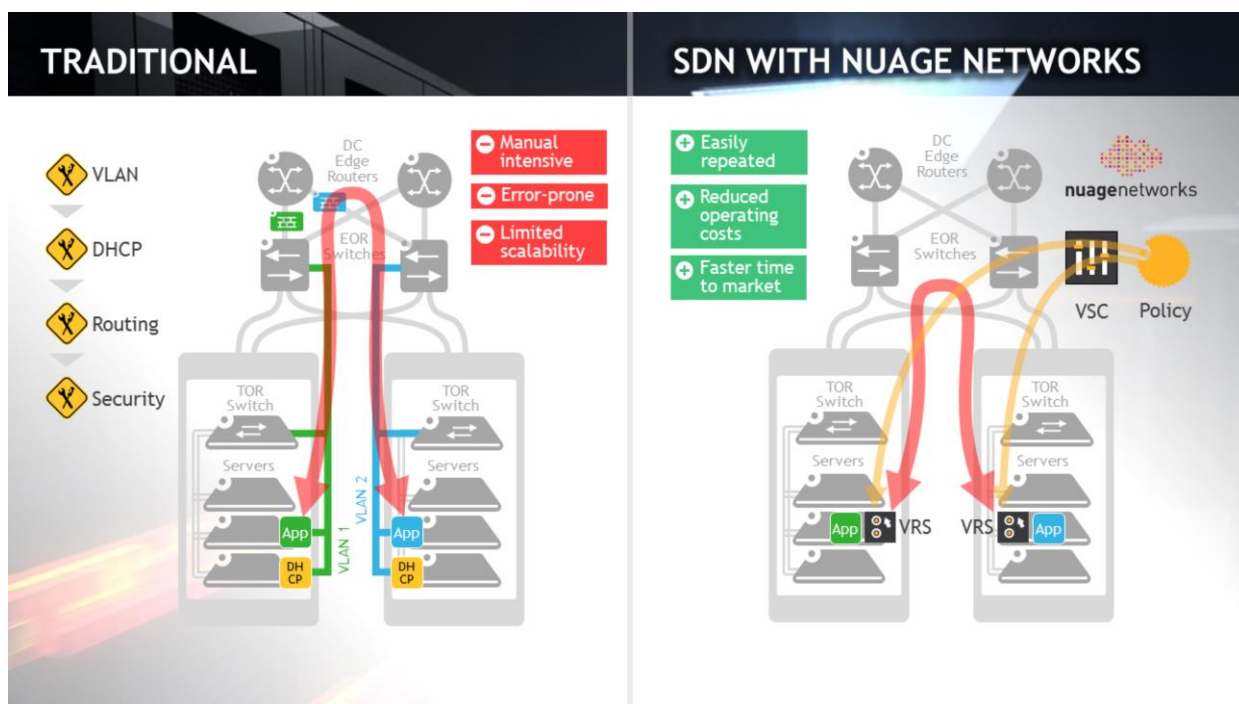 TRADITIONAL
VLAN
DHCP
Routing
Security
DC
Edge
Routers
EOR
Switches
Manual
intensive
Error-prone
Limited
scalability
TOR
Switch
Servers
App
DH
CP
VLAN 1
VLAN 2
TOR
Switch
Servers
App
DH
CP
SDN WITH NUAGE NETWORKS
Easily
repeated
Reduced
operating
costs
Faster time
to market
DC
Edge
Routers
EOR
Switches
nuagenetworks
VSC
Policy
TOR
Switch
Servers
App
VRS
TOR
Switch
Servers
VRS
App